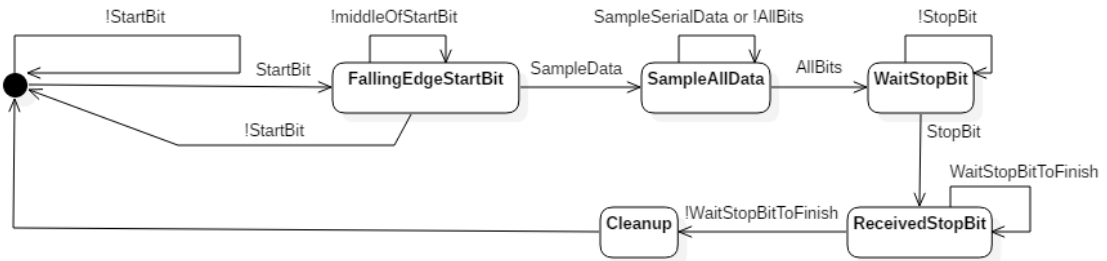 !StartBit
!middleOfStartBit
SampleSerialData or !AllBits
!StopBit
StartBit
FallingEdgeStartBit
SampleData
SampleAllData
AllBits
WaitStopBit
!StartBit
StopBit
WaitStopBitToFinish
Cleanup
!WaitStopBitToFinish
ReceivedStopBit